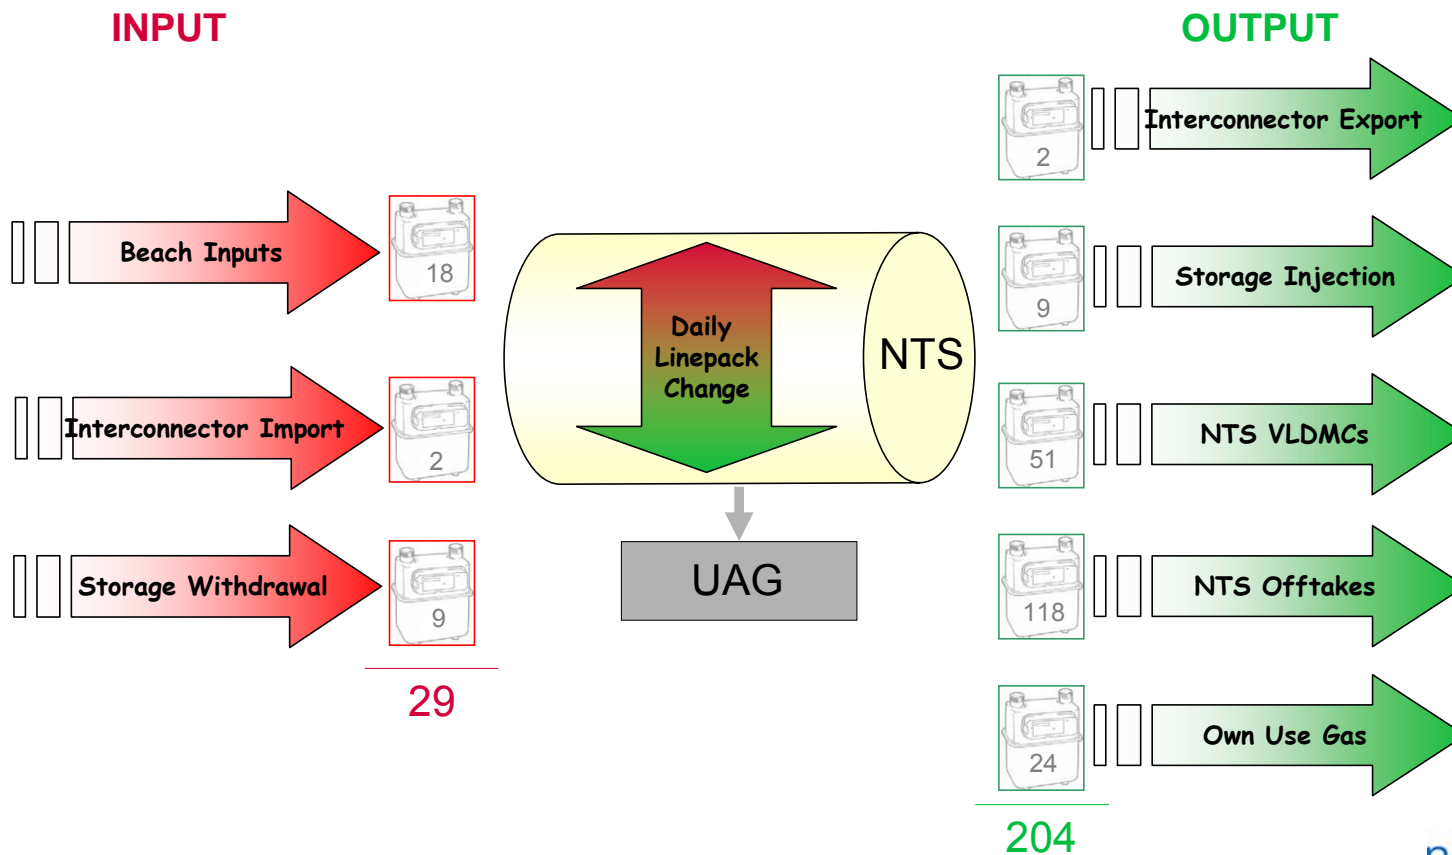 INPUT
OUTPUT
Beach Inputs
18
Interconnector Import
2
Storage Withdrawal
9
29
Daily
Linepack
Change
NTS
UAG
2
Interconnector Export
9
Storage Injection
51
NTS VLDMCs
118
NTS Offtakes
24
Own Use Gas
204